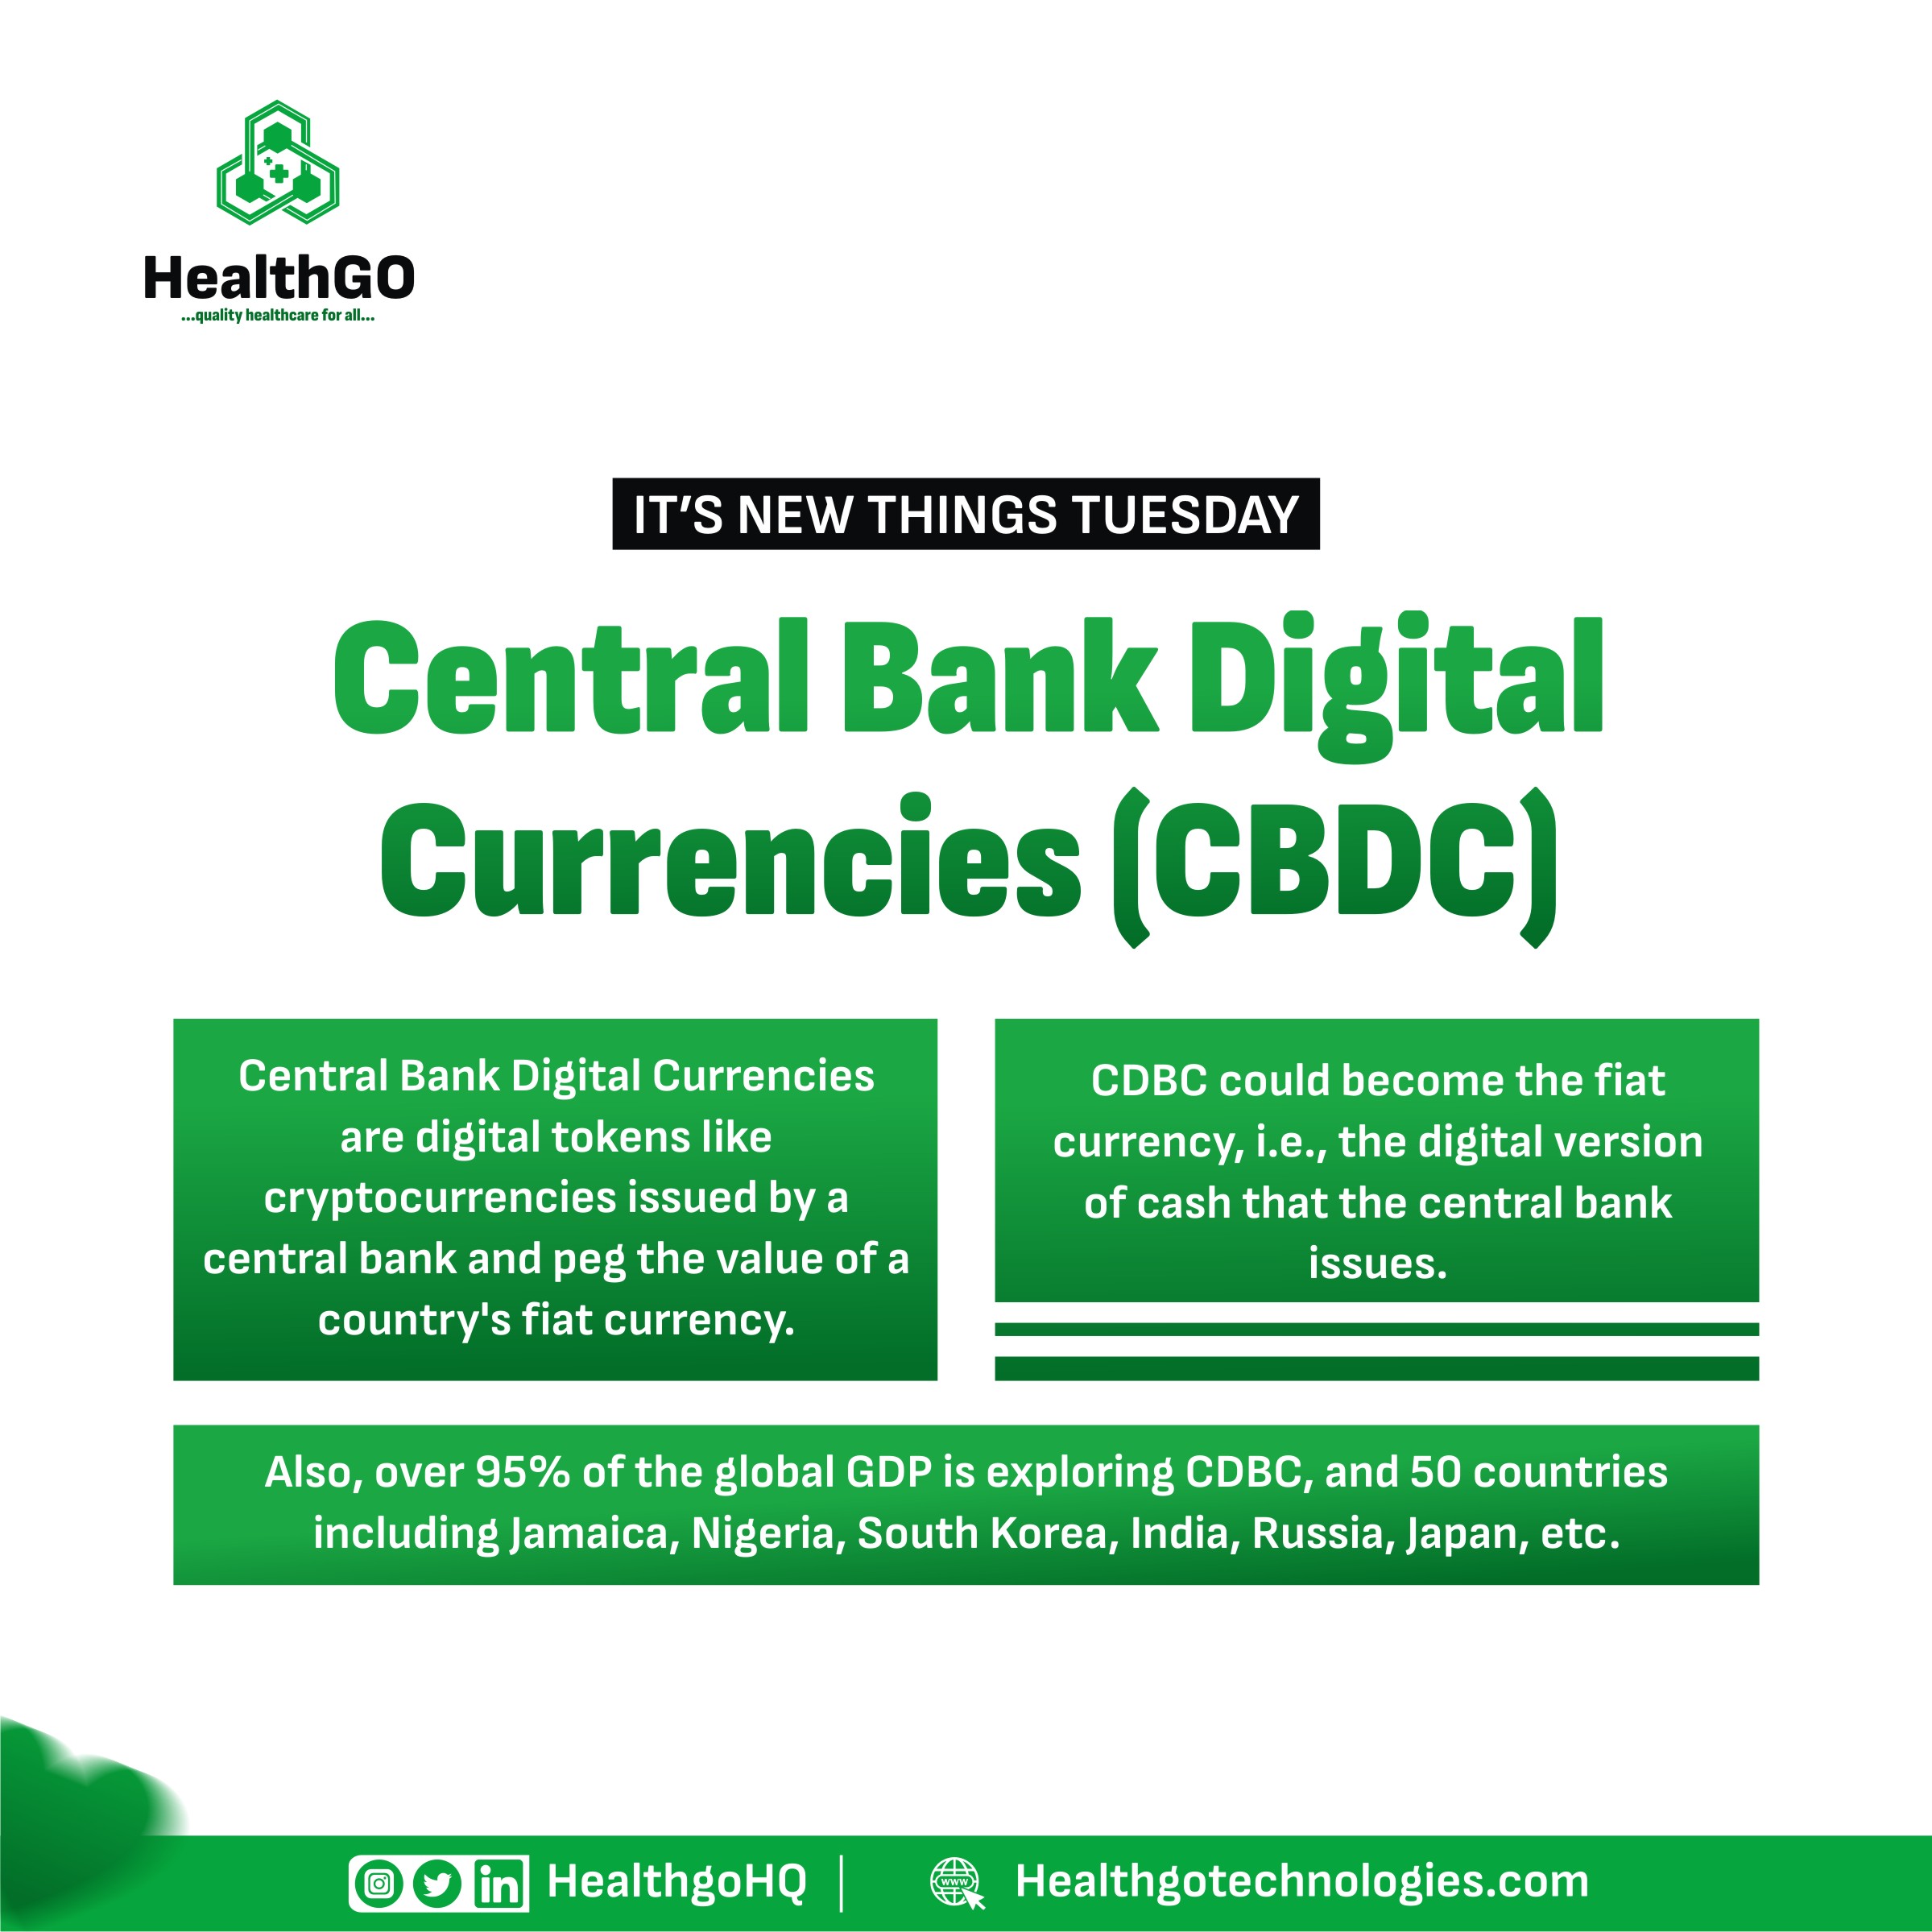 HealthGO
...quality healthcare for all...
IT’S NEW THINGS TUESDAY
Central Bank Digital
Currencies (CBDC)
Central Bank Digital Currencies
are digital tokens like
cryptocurrencies issued by a
central bank and peg the value of a
country's fiat currency.
CDBC could become the fiat
currency, i.e., the digital version
of cash that the central bank
issues.
Also, over 95% of the global GDP is exploring CDBC, and 50 countries
including Jamaica, Nigeria, South Korea, India, Russia, Japan, etc.
in HealthgoHQ | www Healthgotechnologies.com